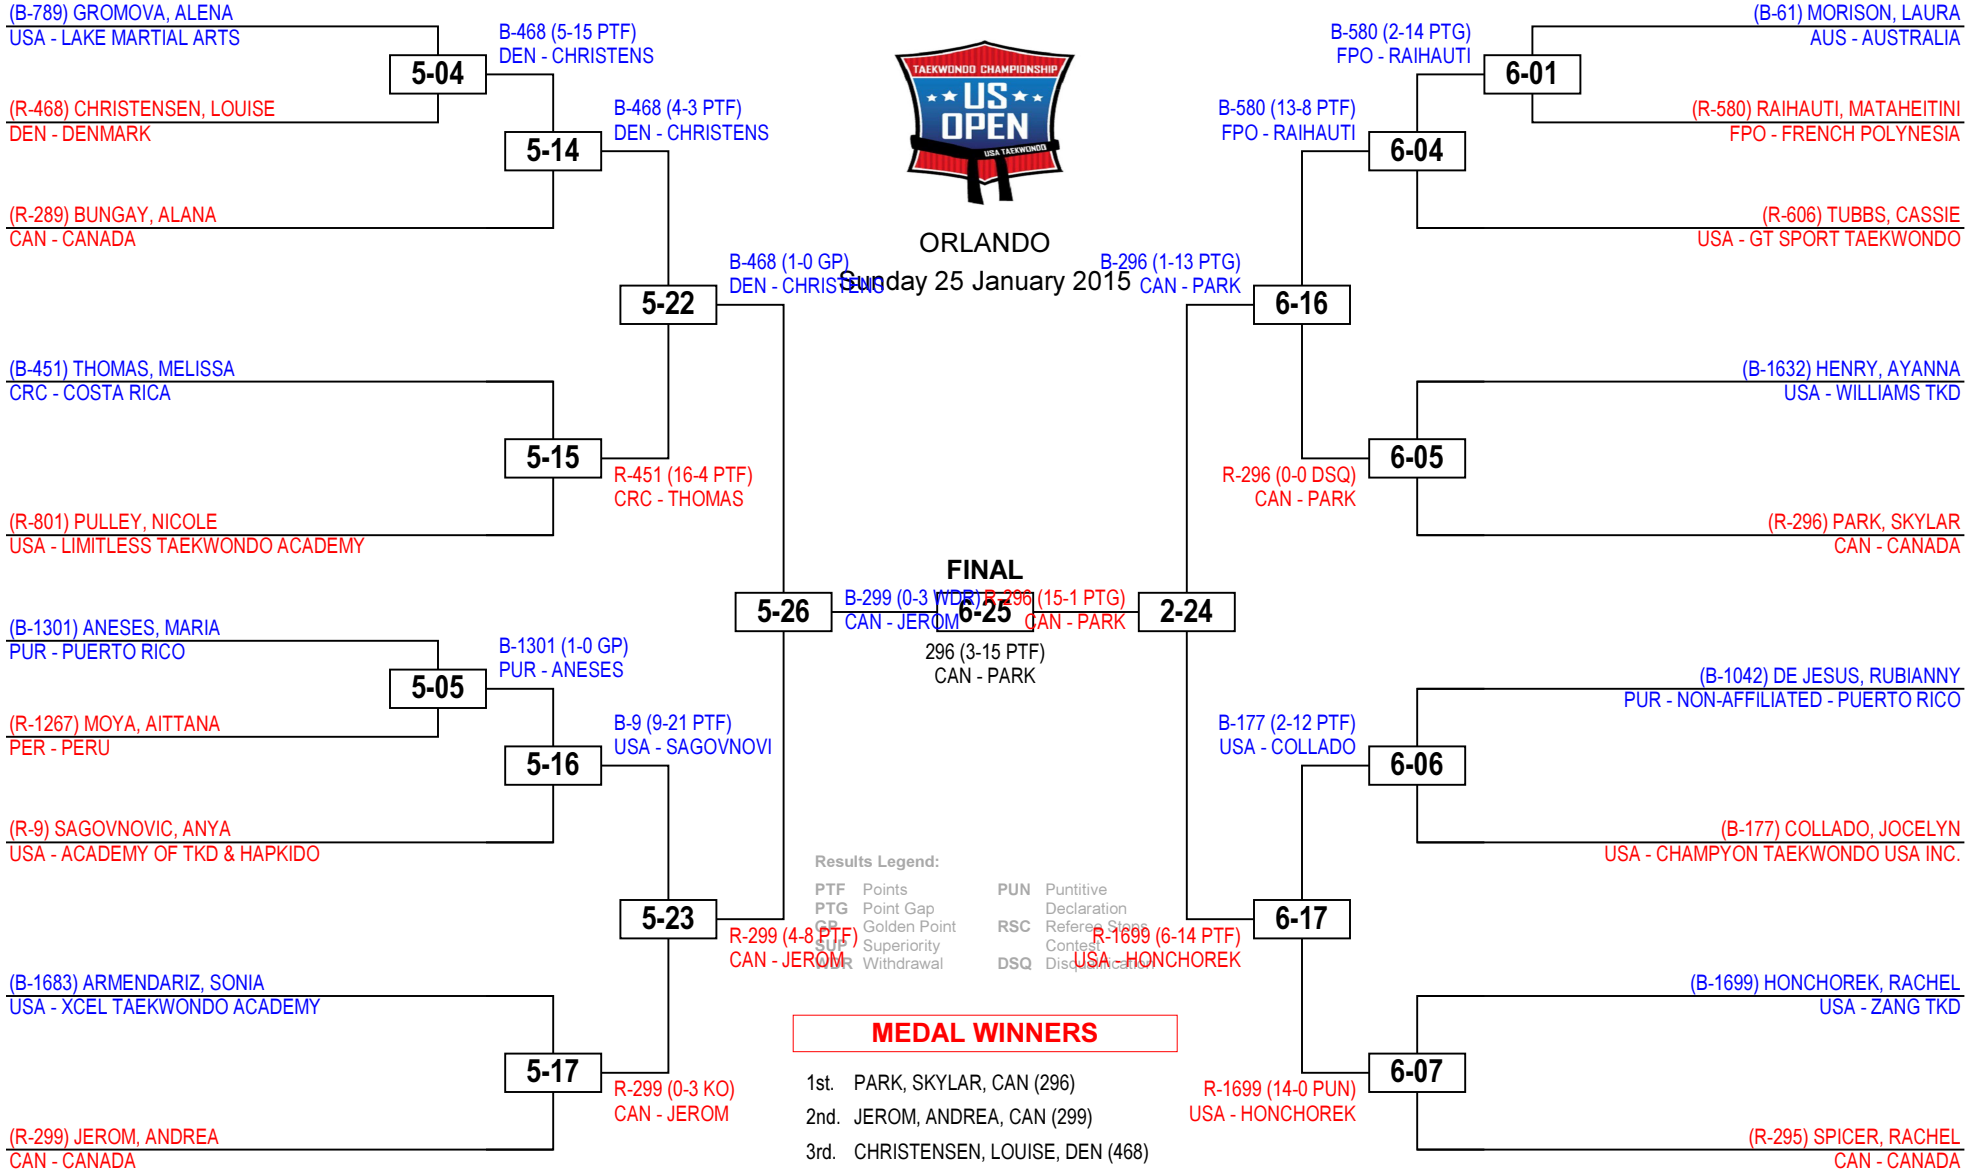 (B-789) GROMOVA, ALENA
USA - LAKE MARTIAL ARTS
5-04
(R-468) CHRISTENSEN, LOUISE
DEN - DENMARK
B-468 (5-15 PTF)
DEN - CHRISTENS
5-14
(R-289) BUNGAY, ALANA
CAN - CANADA
B-468 (4-3 PTF)
DEN - CHRISTENS
5-22
(B-451) THOMAS, MELISSA
CRC - COSTA RICA
5-15
(R-801) PULLEY, NICOLE
USA - LIMITLESS TAEKWONDO ACADEMY
R-451 (16-4 PTF)
CRC - THOMAS
B-468 (1-0 GP)
DEN - CHRISTENS
5-26
(B-1301) ANESES, MARIA
PUR - PUERTO RICO
5-05
(R-1267) MOYA, AITTANA
PER - PERU
B-1301 (1-0 GP)
PUR - ANESES
5-16
(R-9) SAGOVNOVIC, ANYA
USA - ACADEMY OF TKD & HAPKIDO
B-9 (9-21 PTF)
USA - SAGOVNOVI
5-23
(B-1683) ARMENDARIZ, SONIA
USA - XCEL TAEKWONDO ACADEMY
5-17
(R-299) JEROM, ANDREA
CAN - CANADA
R-299 (0-3 KO)
CAN - JEROM
R-299 (4-8 PTF)
CAN - JEROM
TAEKWONDO CHAMPIONSHIP
US
OPEN
USA TAEKWONDO
ORLANDO
Sunday 25 January 2015
FINAL
B-299 (0-3 WDR)
CAN - JEROM
6-25
R-296 (15-1 PTG)
CAN - PARK
296 (3-15 PTF)
CAN - PARK
(B-61) MORISON, LAURA
AUS - AUSTRALIA
6-01
(R-580) RAIHAUTI, MATAHEITINI
FPO - FRENCH POLYNESIA
B-580 (2-14 PTG)
FPO - RAIHAUTI
6-04
(R-606) TUBBS, CASSIE
USA - GT SPORT TAEKWONDO
B-580 (13-8 PTF)
FPO - RAIHAUTI
6-16
(B-1632) HENRY, AYANNA
USA - WILLIAMS TKD
6-05
(R-296) PARK, SKYLAR
CAN - CANADA
R-296 (0-0 DSQ)
CAN - PARK
B-296 (1-13 PTG)
CAN - PARK
2-24
(B-1042) DE JESUS, RUBIANNY
PUR - NON-AFFILIATED - PUERTO RICO
6-06
(B-177) COLLADO, JOCELYN
USA - CHAMPYON TAEKWONDO USA INC.
B-177 (2-12 PTF)
USA - COLLADO
6-17
(B-1699) HONCHOREK, RACHEL
USA - ZANG TKD
6-07
(R-295) SPICER, RACHEL
CAN - CANADA
R-1699 (14-0 PUN)
USA - HONCHOREK
R-1699 (6-14 PTF)
USA - HONCHOREK
Results Legend:
PTF Points
PTG Point Gap
GP Golden Point
SUP Superiority
WDR Withdrawal
PUN Puntitive
Declaration
RSC Referee Stops
Contest
DSQ Disqualification
MEDAL WINNERS
1st. PARK, SKYLAR, CAN (296)
2nd. JEROM, ANDREA, CAN (299)
3rd. CHRISTENSEN, LOUISE, DEN (468)